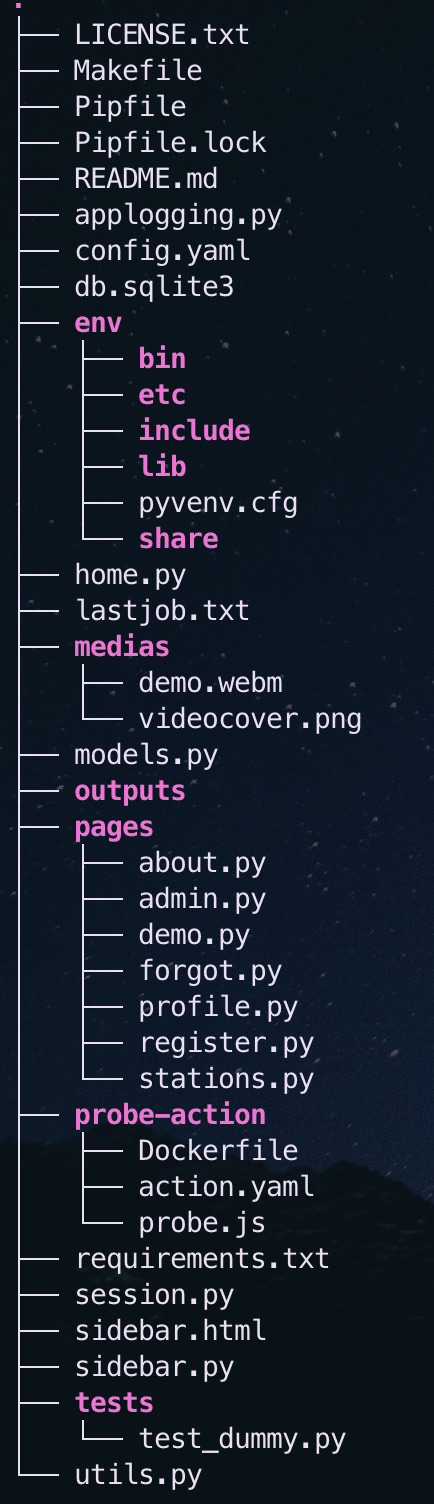 .
├── LICENSE.txt
├── Makefile
├── Pipfile
├── Pipfile.lock
├── README.md
├── applogging.py
├── config.yaml
├── db.sqlite3
├── env
│   ├── bin
│   ├── etc
│   ├── include
│   ├── lib
│   ├── pyvenv.cfg
│   └── share
├── home.py
├── lastjob.txt
├── medias
│   ├── demo.webm
│   └── videocover.png
├── models.py
├── outputs
├── pages
│   ├── about.py
│   ├── admin.py
│   ├── demo.py
│   ├── forgot.py
│   ├── profile.py
│   ├── register.py
│   └── stations.py
├── probe-action
│   ├── Dockerfile
│   ├── action.yaml
│   └── probe.js
├── requirements.txt
├── session.py
├── sidebar.html
├── sidebar.py
├── tests
│   └── test_dummy.py
└── utils.py